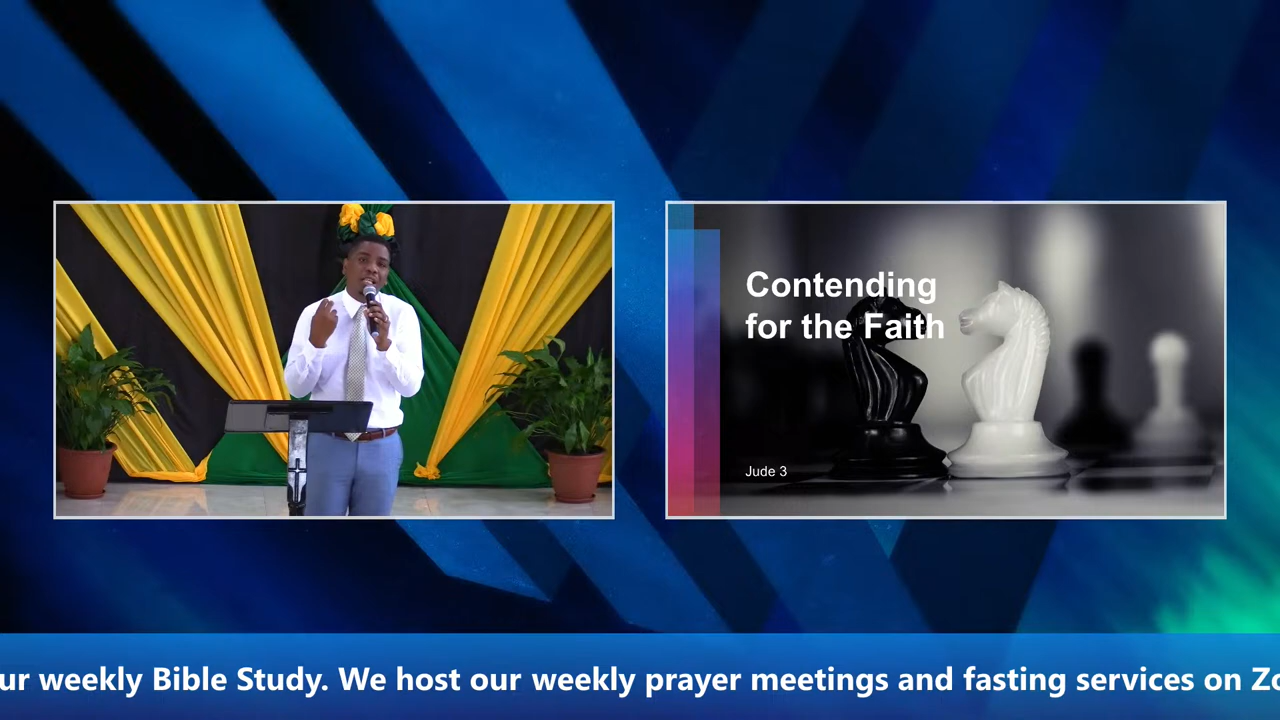 Contending
for the Faith
Jude 3
ur weekly Bible Study. We host our weekly prayer meetings and fasting services on Zo